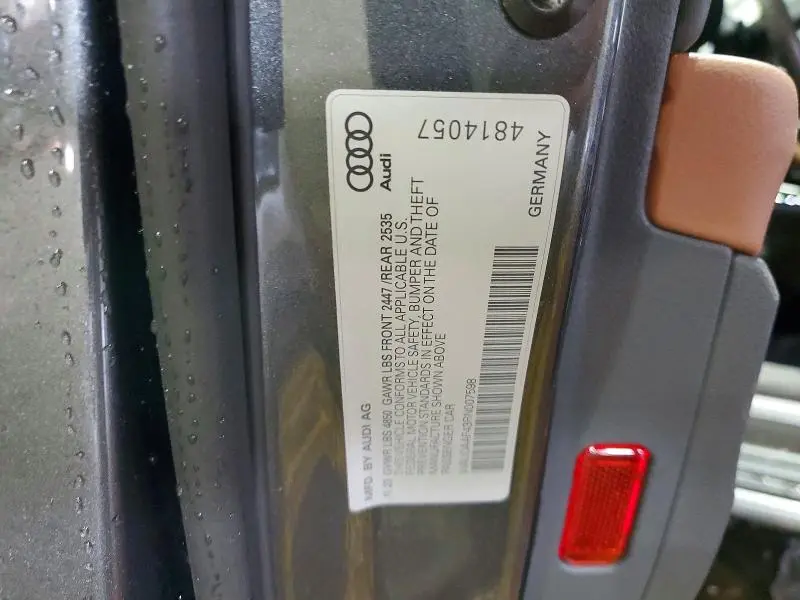 Audi
4814057
MFD. BY AUDI AG
GVWR LBS 4850 GAWR LBS FRONT 2447/REAR 2535
THIS VEHICLE CONFORMS TO ALL APPLICABLE U.S.
FEDERAL MOTOR VEHICLE SAFETY, BUMPER AND THEFT
PREVENTION STANDARDS IN EFFECT ON THE DATE OF
MANUFACTURE SHOWN ABOVE
PASSENGER CAR
GERMANY